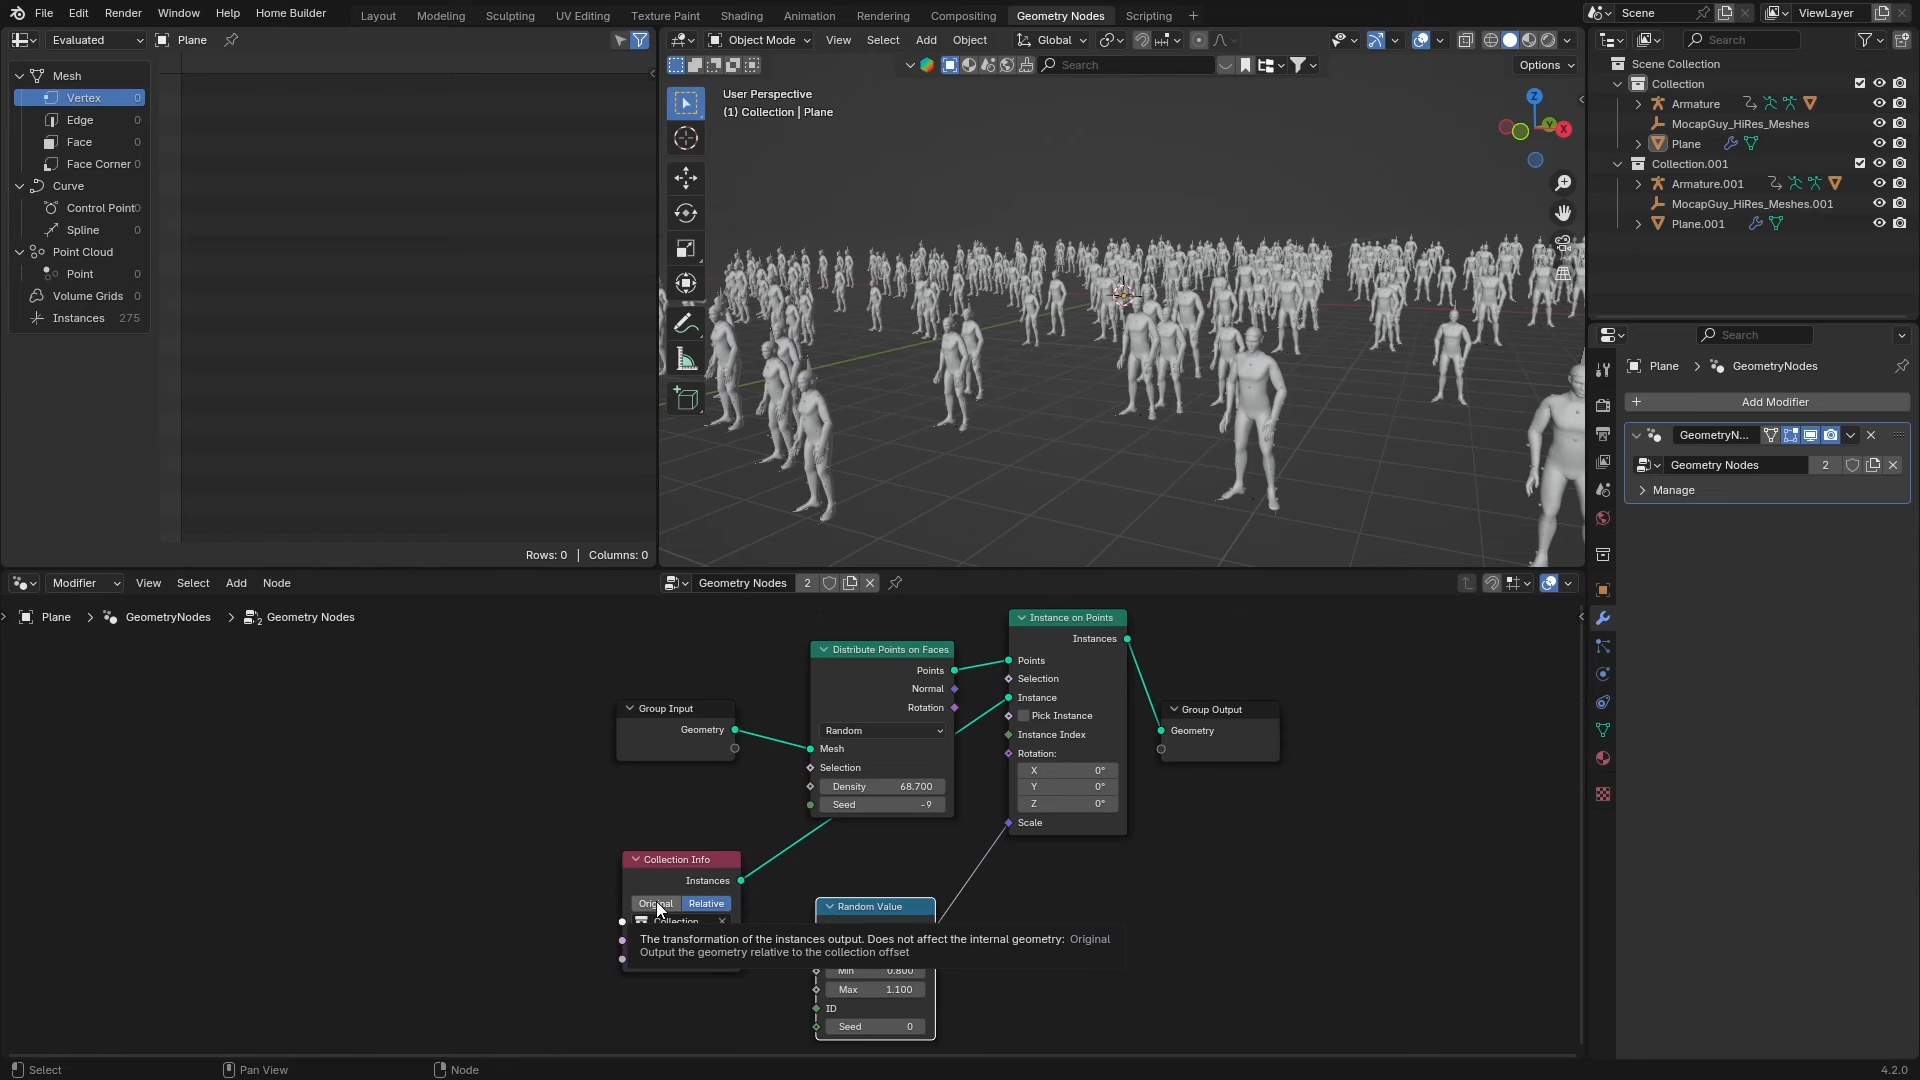 File Edit Render Window Help Home Builder Layout Modeling Sculpting UV Editing Texture Paint Shading Animation Rendering Compositing Geometry Nodes Scripting + Scene ViewLayer
Evaluated Plane
Object Mode View Select Add Object Global
Search
Search Options
Mesh
Vertex 0
Edge 0
Face 0
Face Corner 0
Curve
Control Point 0
Spline 0
Point Cloud
Point 0
Volume Grids 0
Instances 275
Rows: 0 | Columns: 0
User Perspective
(1) Collection | Plane
Z
Y X
Scene Collection
Collection
Armature
MocapGuy_HiRes_Meshes
Plane
Collection.001
Armature.001
MocapGuy_HiRes_Meshes.001
Plane.001
Search
Plane > GeometryNodes
+ Add Modifier
GeometryN...
Geometry Nodes 2
Manage
Modifier View Select Add Node Geometry Nodes 2
Plane > GeometryNodes > Geometry Nodes
2
Group Input
Geometry
Distribute Points on Faces
Points
Normal
Rotation
Random
Mesh
Selection
Density 68.700
Seed -9
Instance on Points
Instances
Points
Selection
Instance
Pick Instance
Instance Index
Rotation:
X 0°
Y 0°
Z 0°
Scale
Group Output
Geometry
Collection Info
Instances
Original Relative
Collection
Random Value
The transformation of the instances output. Does not affect the internal geometry: Original
Output the geometry relative to the collection offset
Min 0.800
Max 1.100
ID
Seed 0
Select Pan View Node 4.2.0